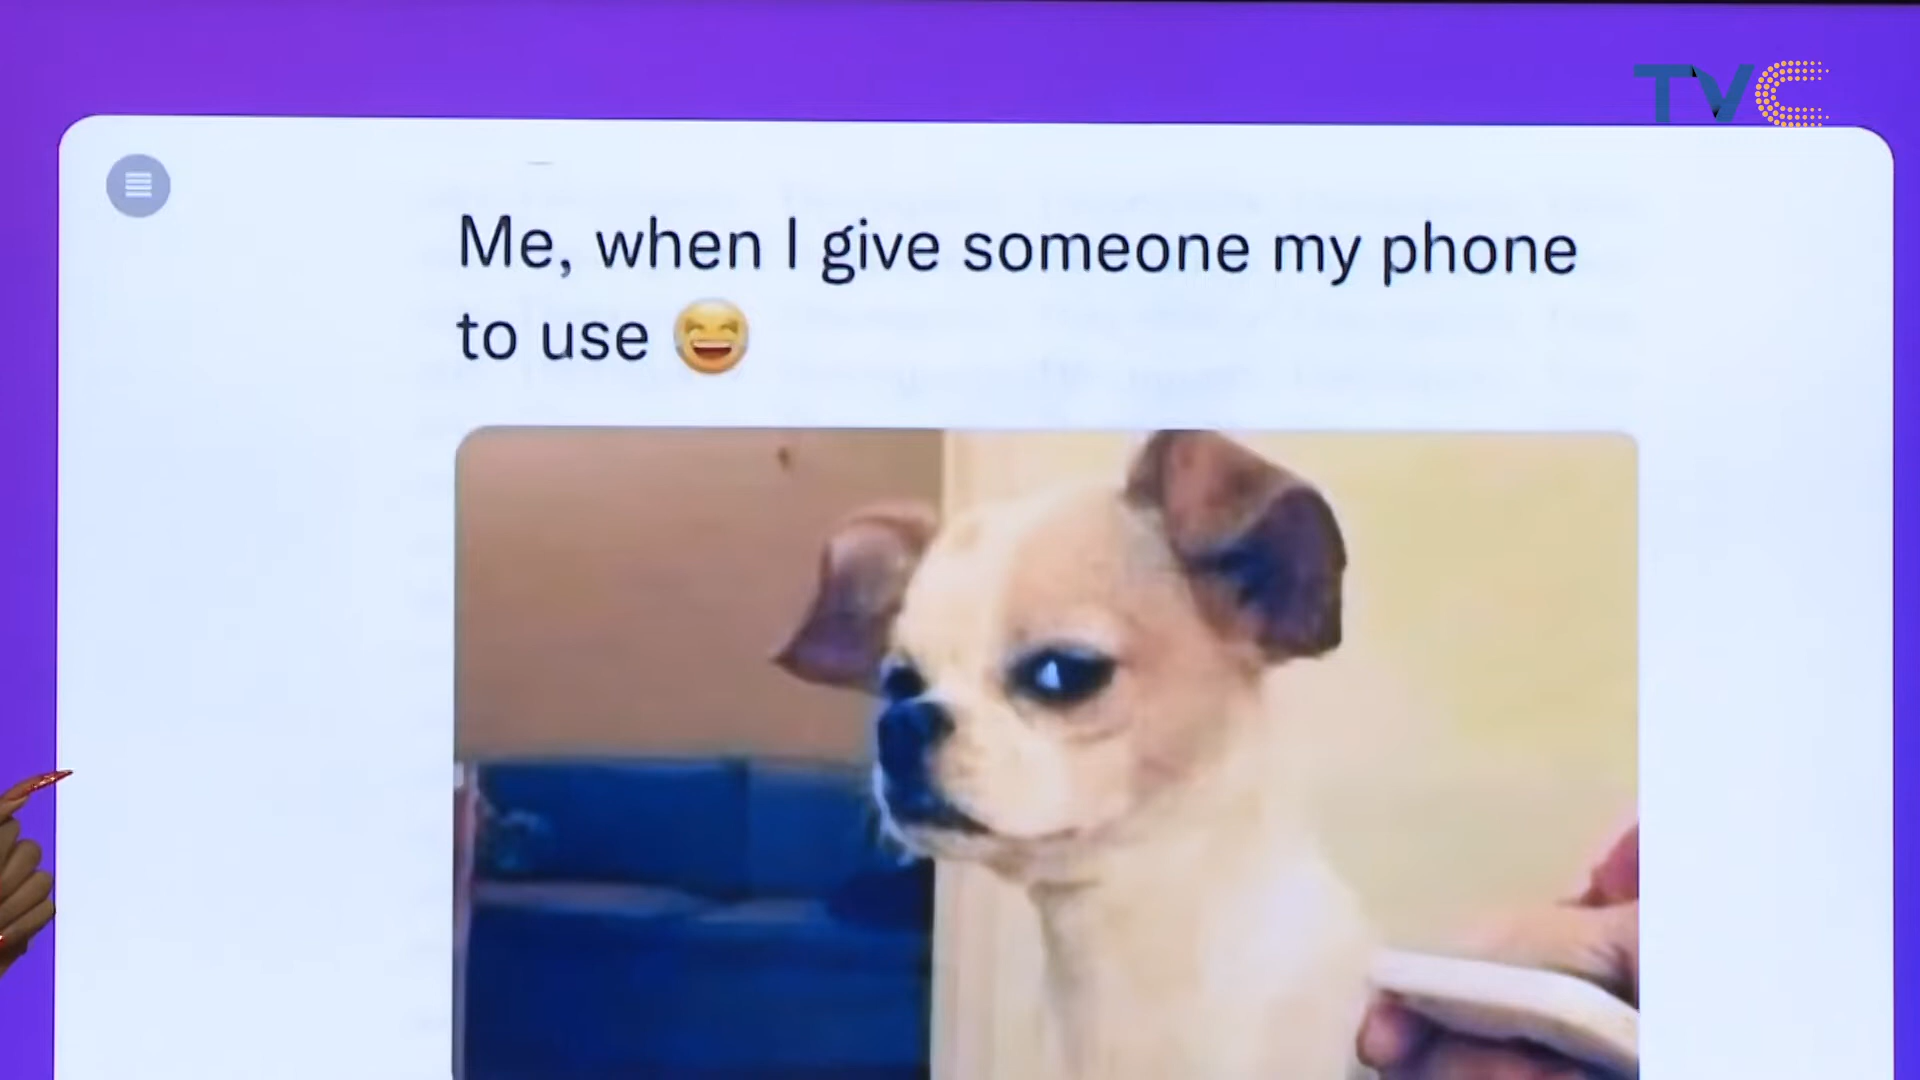 TVC
Me, when I give someone my phone
to use 😆